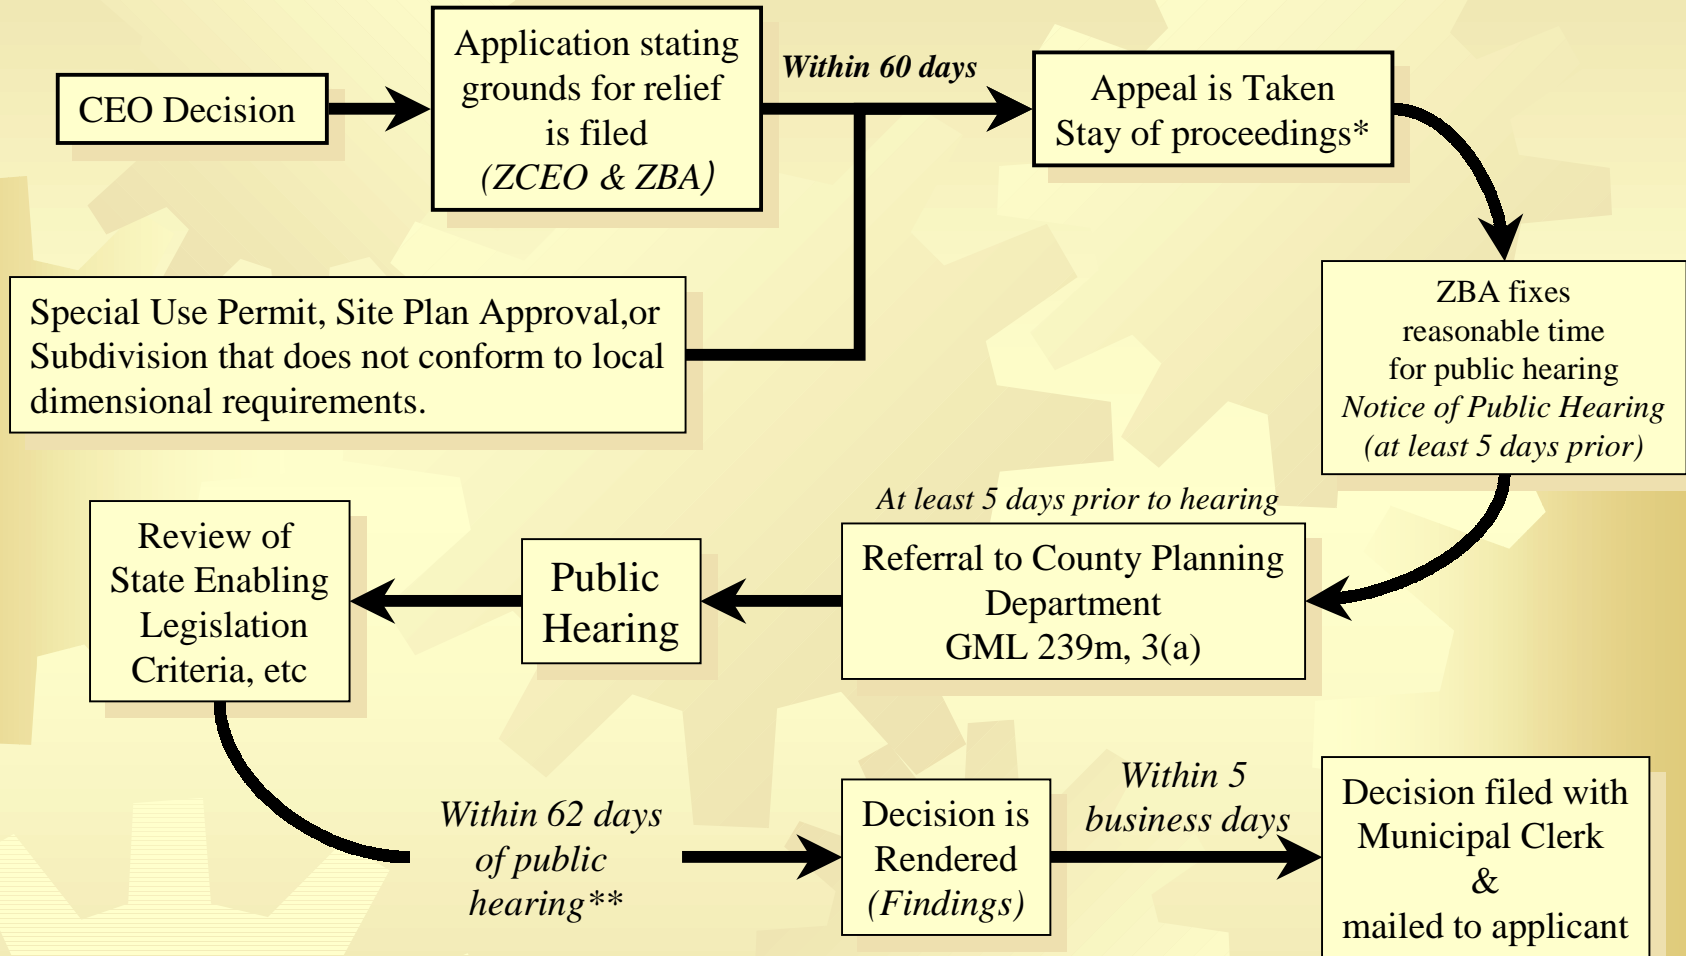 CEO Decision
Application stating
grounds for relief
is filed
(ZCEO & ZBA)
Within 60 days
Appeal is Taken
Stay of proceedings*
Special Use Permit, Site Plan Approval,or
Subdivision that does not conform to local
dimensional requirements.
ZBA fixes
reasonable time
for public hearing
Notice of Public Hearing
(at least 5 days prior)
At least 5 days prior to hearing
Referral to County Planning
Department
GML 239m, 3(a)
Public
Hearing
Review of
State Enabling
Legislation
Criteria, etc
Within 62 days
of public
hearing**
Decision is
Rendered
(Findings)
Within 5
business days
Decision filed with
Municipal Clerk
&
mailed to applicant